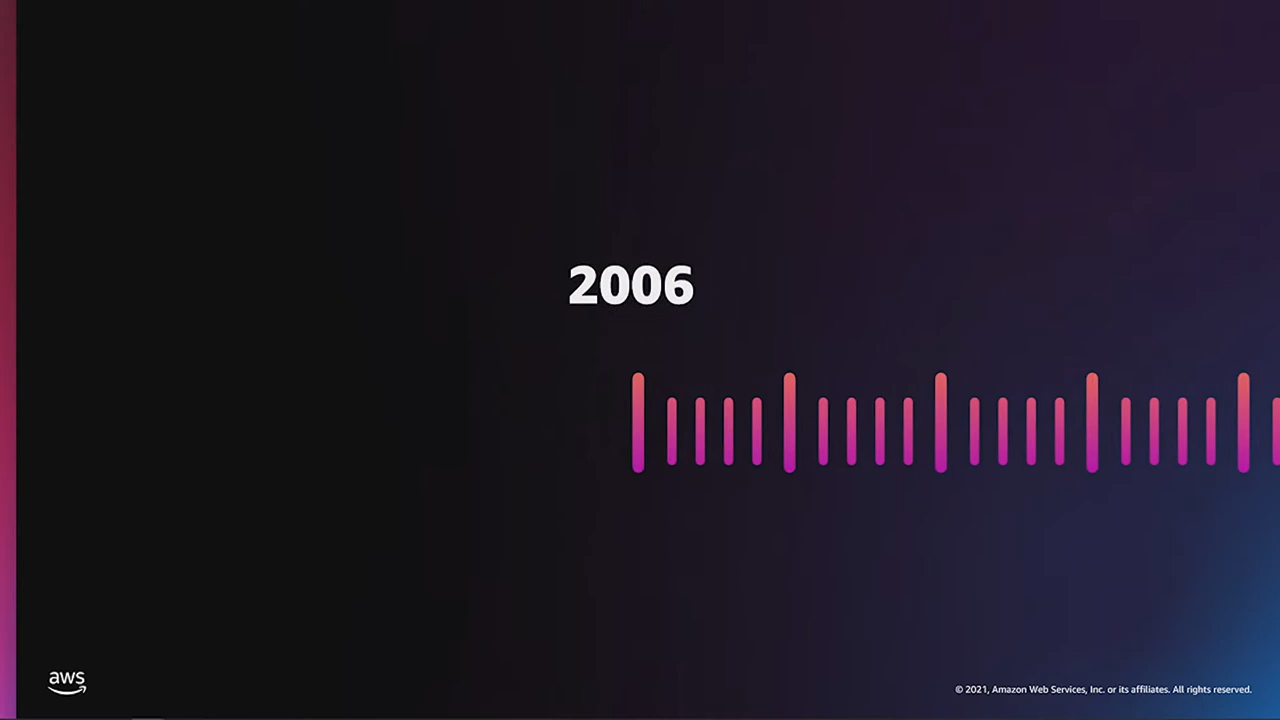 2006
aws
© 2021, Amazon Web Services, Inc. or its affiliates. All rights reserved.